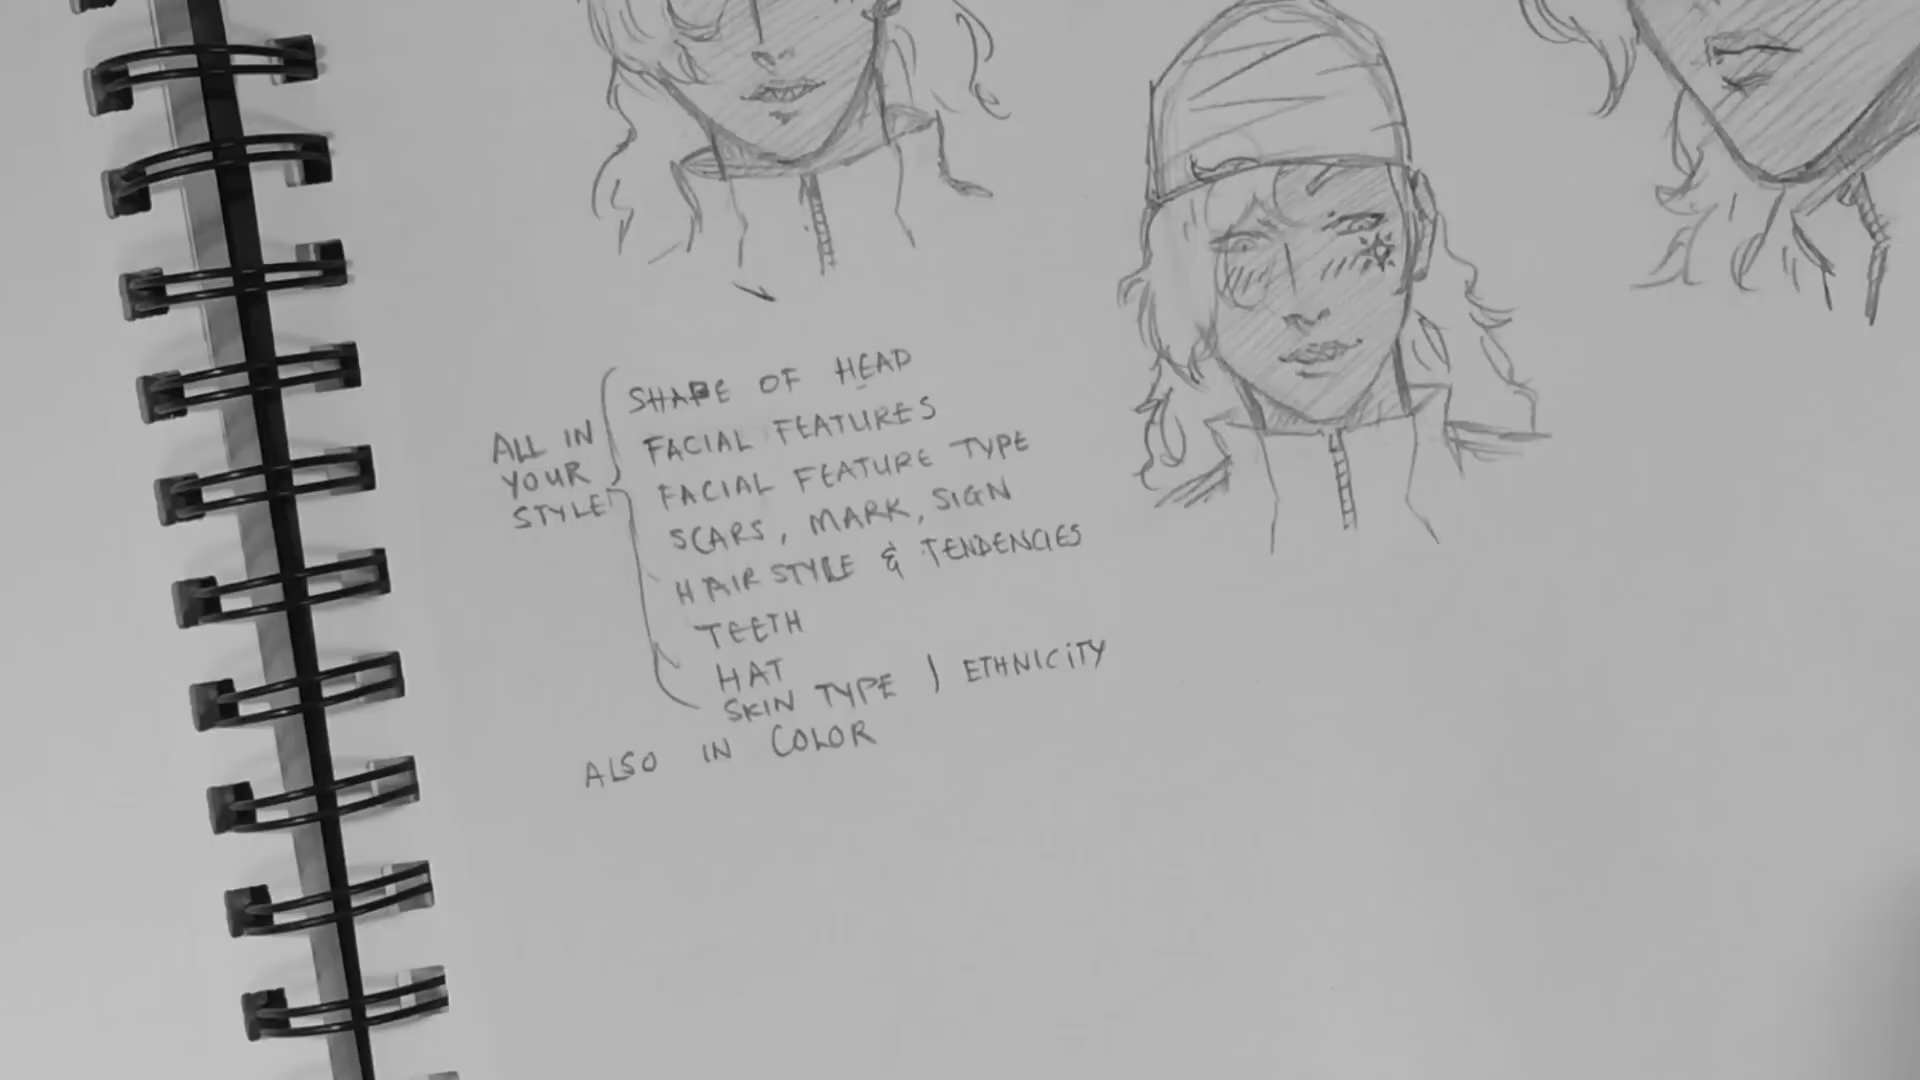 ALL IN
YOUR
STYLE
SHAPE OF HEAD
FACIAL FEATURES
FACIAL FEATURE TYPE
SCARS, MARK, SIGN
HAIR STYLE & TENDENCIES
TEETH
HAT
SKIN TYPE ) ETHNICITY
ALSO IN COLOR